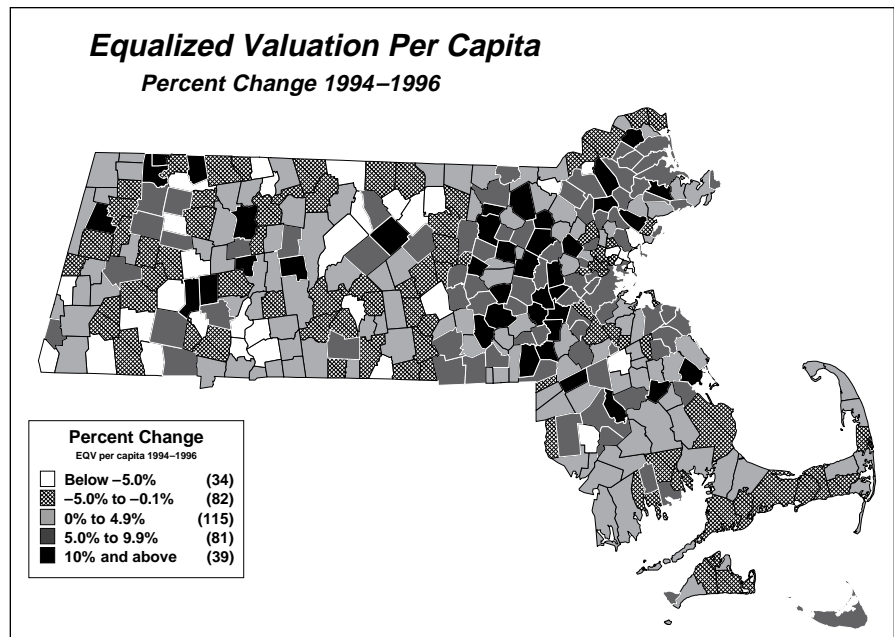 Equalized Valuation Per Capita
Percent Change 1994–1996
Percent Change
EQV per capita 1994–1996
Below –5.0% (34)
–5.0% to –0.1% (82)
0% to 4.9% (115)
5.0% to 9.9% (81)
10% and above (39)